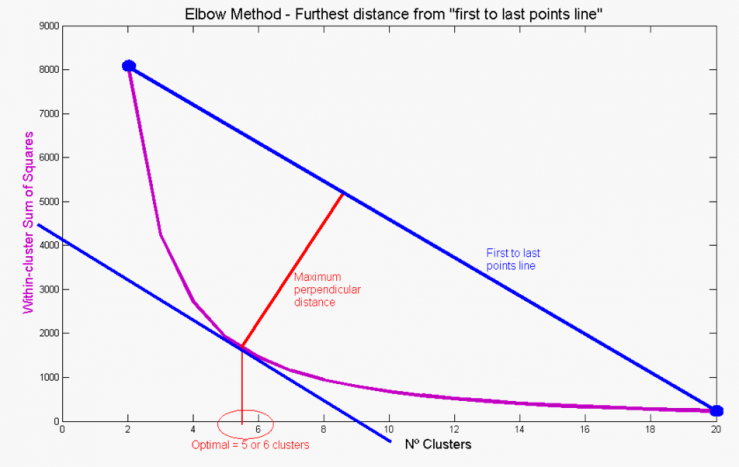 Elbow Method - Furthest distance from "first to last points line"
Within-cluster Sum of Squares
9000
8000
7000
6000
5000
4000
3000
2000
1000
0
First to last
points line
Maximum
perpendicular
distance
0 2 4 6 8 10 12 14 16 18 20
Optimal = 5 or 6 clusters
Nº Clusters